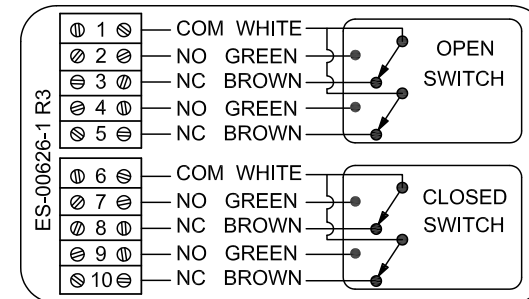 ES-00626-1 R3
1 COM WHITE
2 NO GREEN
3 NC BROWN
4 NO GREEN
5 NC BROWN
OPEN
SWITCH
6 COM WHITE
7 NO GREEN
8 NC BROWN
9 NO GREEN
10 NC BROWN
CLOSED
SWITCH